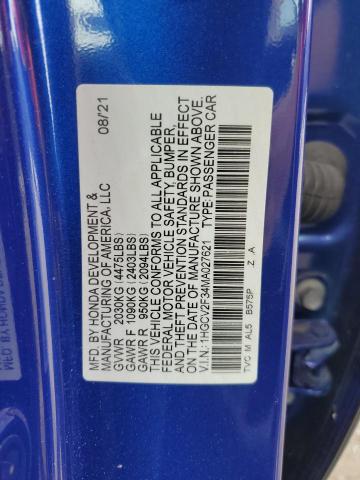 MFD. BY HONDA DEVELOPMENT & 08/21
MANUFACTURING OF AMERICA, LLC
GVWR 2030KG (4475LBS)
GAWR F 1090KG (2403LBS)
GAWR R 950KG (2094LBS)
THIS VEHICLE CONFORMS TO ALL APPLICABLE
FEDERAL MOTOR VEHICLE SAFETY, BUMPER,
AND THEFT PREVENTION STANDARDS IN EFFECT
ON THE DATE OF MANUFACTURE SHOWN ABOVE.
V.I.N.:1HGCV2F34MA027621 TYPE:PASSENGER CAR
TVC M AL5 B575P Z A